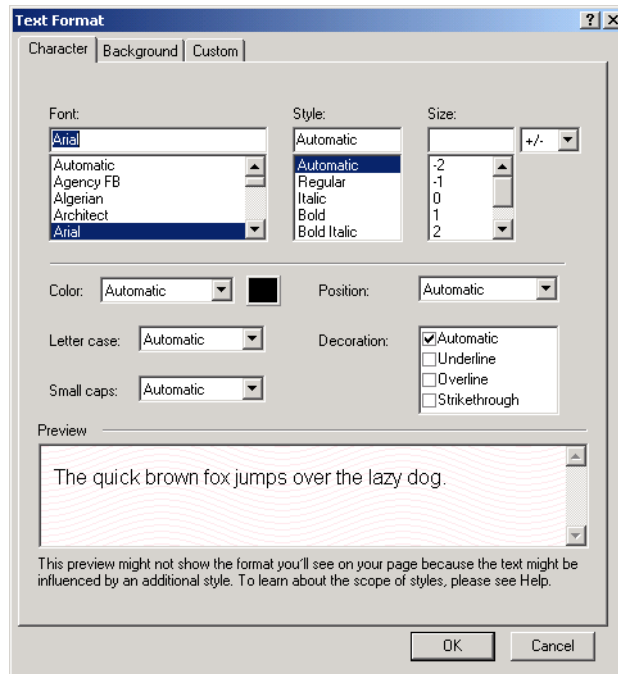 Text Format
Character Background Custom
Font: Style: Size:
Arial Automatic +/-
Automatic Automatic -2
Agency FB Regular -1
Algerian Italic 0
Architect Bold 1
Arial Bold Italic 2
Color: Automatic Position: Automatic
Letter case: Automatic Decoration: Automatic
Underline
Small caps: Automatic Overline
Strikethrough
Preview
The quick brown fox jumps over the lazy dog.
This preview might not show the format you'll see on your page because the text might be
influenced by an additional style. To learn about the scope of styles, please see Help.
OK Cancel